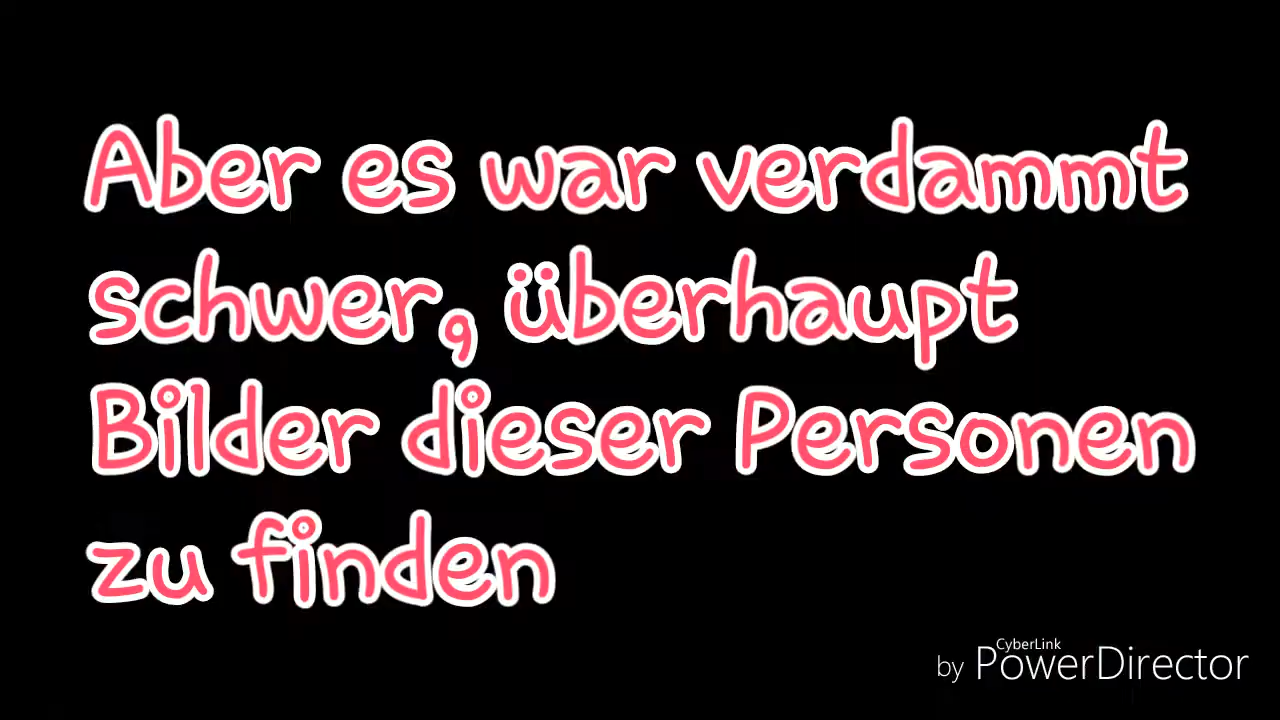 Aber es war verdammt
schwer, überhaupt
Bilder dieser Personen
zu finden
CyberLink
by PowerDirector